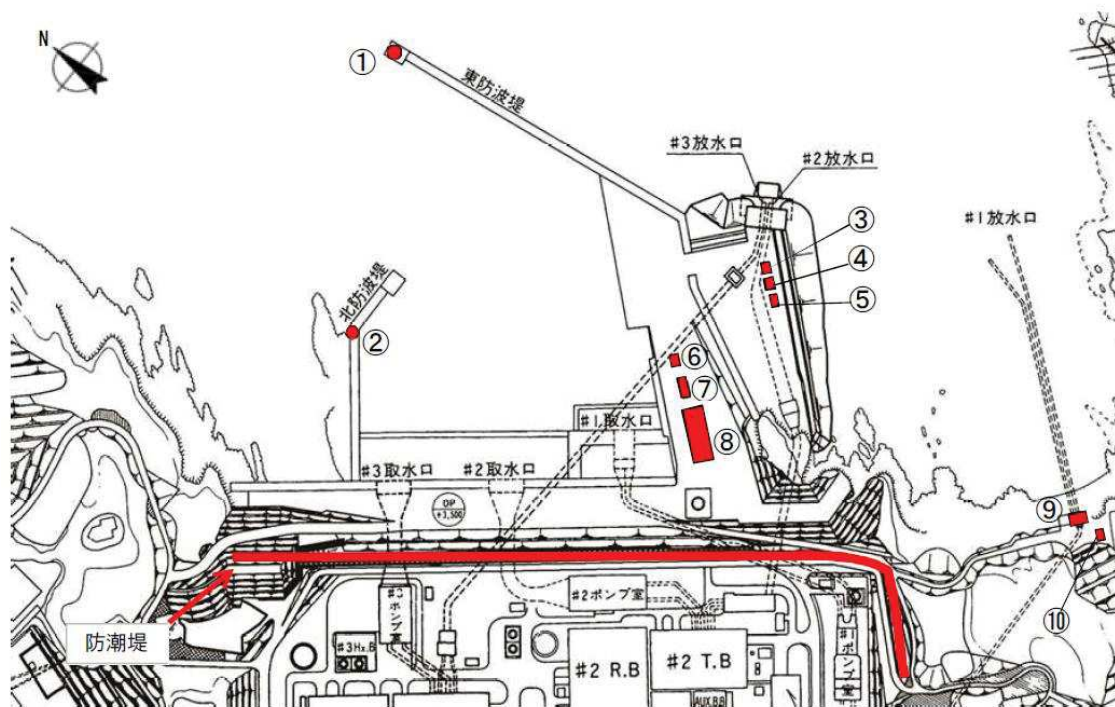 N
①
東防波堤
#3放水口
#2放水口
③
#1放水口
④
⑤
北防波堤
②
⑥
⑦
#1取水口
⑧
#3取水口
#2取水口
OP
+3,500
⑨
#2ポンプ室
#3ポンプ室
防潮堤
#3Hx.B
#2 R.B
#2 T.B
#1ポンプ室
⑩
AUX.B.B